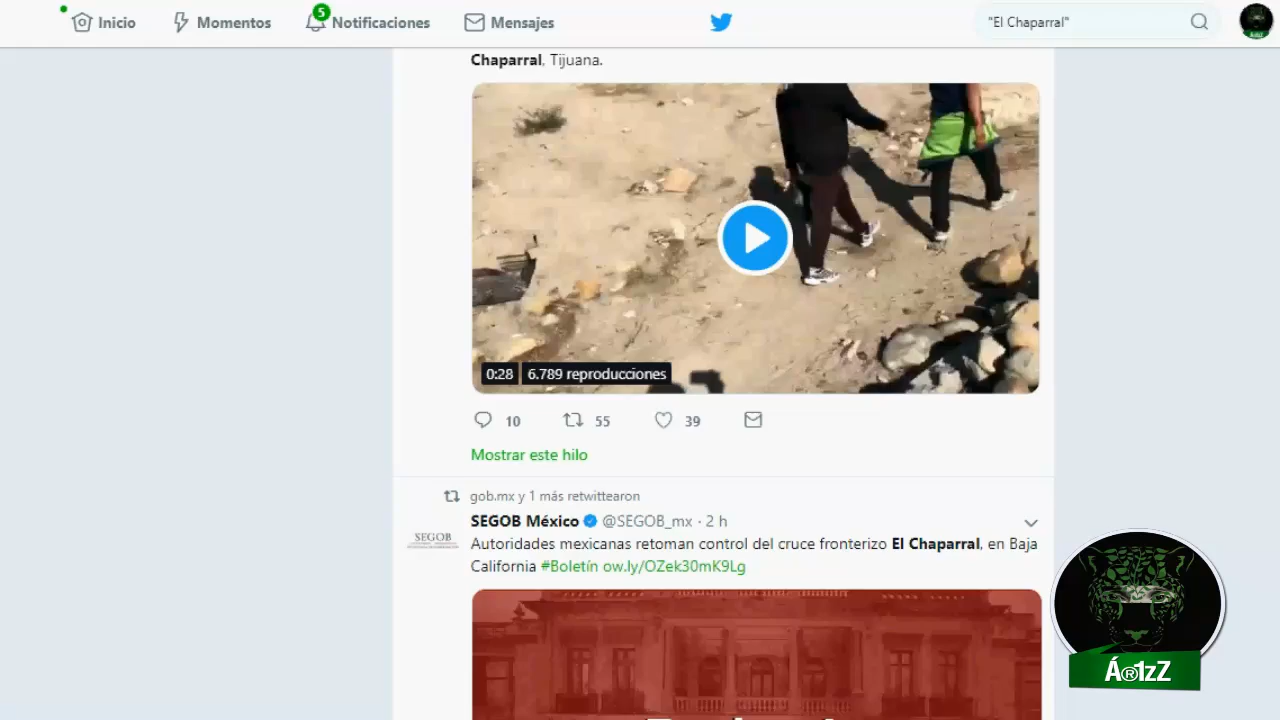 Inicio
Momentos
5
Notificaciones
Mensajes
"El Chaparral"
Chaparral, Tijuana.
0:28
6.789 reproducciones
10
55
39
Mostrar este hilo
gob.mx y 1 más retwittearon
SEGOB México @SEGOB_mx · 2 h
SEGOB
Autoridades mexicanas retoman control del cruce fronterizo El Chaparral, en Baja
California #Boletín ow.ly/OZek30mK9Lg
Á®1zZ